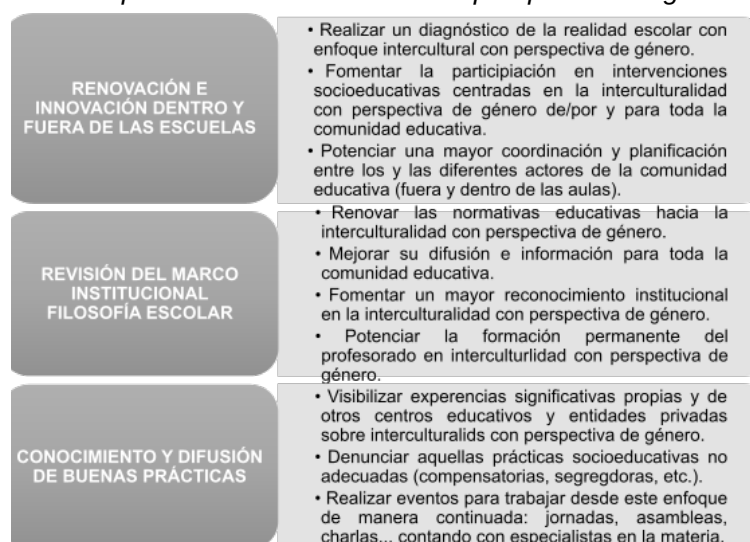 RENOVACIÓN E
INNOVACIÓN DENTRO Y
FUERA DE LAS ESCUELAS
• Realizar un diagnóstico de la realidad escolar con
enfoque intercultural con perspectiva de género.
• Fomentar la participiación en intervenciones
socioeducativas centradas en la interculturalidad
con perspectiva de género de/por y para toda la
comunidad educativa.
• Potenciar una mayor coordinación y planificación
entre los y las diferentes actores de la comunidad
educativa (fuera y dentro de las aulas).
REVISIÓN DEL MARCO
INSTITUCIONAL
FILOSOFÍA ESCOLAR
• Renovar las normativas educativas hacia la
interculturalidad con perspectiva de género.
• Mejorar su difusión e información para toda la
comunidad educativa.
• Fomentar un mayor reconocimiento institucional
en la interculturalidad con perspectiva de género.
• Potenciar la formación permanente del
profesorado en interculturlidad con perspectiva de
género.
CONOCIMIENTO Y DIFUSIÓN
DE BUENAS PRÁCTICAS
• Visibilizar experencias significativas propias y de
otros centros educativos y entidades privadas
sobre interculturalids con perspectiva de género.
• Denunciar aquellas prácticas socioeducativas no
adecuadas (compensatorias, segregdoras, etc.).
• Realizar eventos para trabajar desde este enfoque
de manera continuada: jornadas, asambleas,
charlas... contando con especialistas en la materia.